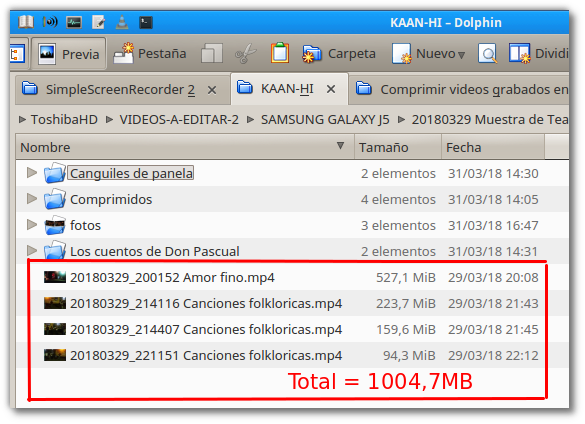 KAAN-HI – Dolphin
Previa Pestaña Carpeta Nuevo Dividi
SimpleScreenRecorder 2 KAAN-HI Comprimir videos grabados en
ToshibaHD VIDEOS-A-EDITAR-2 SAMSUNG GALAXY J5 20180329 Muestra de Tea
Nombre Tamaño Fecha
Canguiles de panela 2 elementos 31/03/18 14:30
Comprimidos 4 elementos 31/03/18 14:05
fotos 3 elementos 31/03/18 16:47
Los cuentos de Don Pascual 2 elementos 31/03/18 14:31
20180329_200152 Amor fino.mp4 527,1 MiB 29/03/18 20:08
20180329_214116 Canciones folkloricas.mp4 223,7 MiB 29/03/18 21:43
20180329_214407 Canciones folkloricas.mp4 159,6 MiB 29/03/18 21:45
20180329_221151 Canciones folkloricas.mp4 94,3 MiB 29/03/18 22:12
Total = 1004,7MB